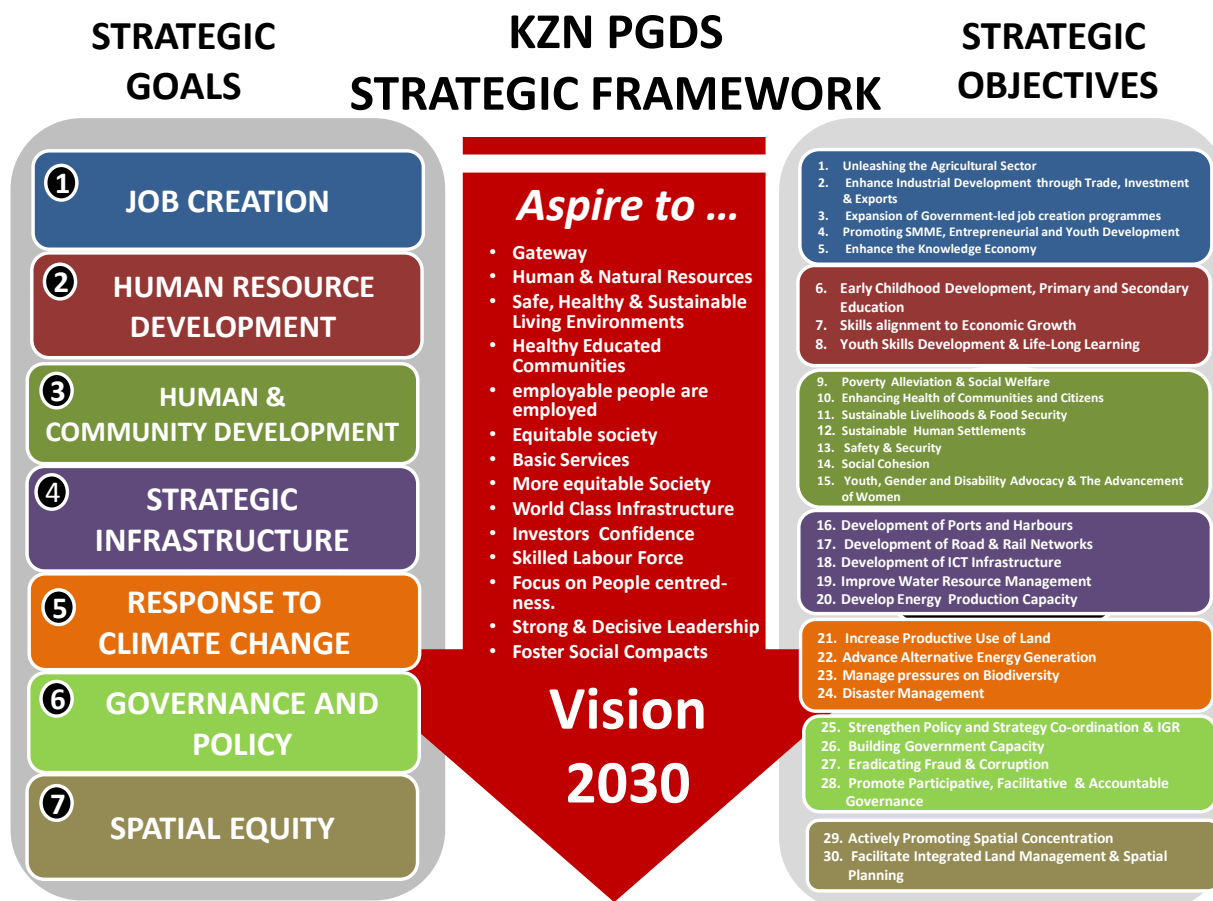 STRATEGIC
GOALS
KZN PGDS
STRATEGIC FRAMEWORK
STRATEGIC
OBJECTIVES
1
JOB CREATION
2
HUMAN RESOURCE
DEVELOPMENT
3
HUMAN &
COMMUNITY DEVELOPMENT
4
STRATEGIC
INFRASTRUCTURE
5
RESPONSE TO
CLIMATE CHANGE
6
GOVERNANCE AND
POLICY
7
SPATIAL EQUITY
Aspire to ...
• Gateway
• Human & Natural Resources
• Safe, Healthy & Sustainable
Living Environments
• Healthy Educated
Communities
• employable people are
employed
• Equitable society
• Basic Services
• More equitable Society
• World Class Infrastructure
• Investors Confidence
• Skilled Labour Force
• Focus on People centred-
ness.
• Strong & Decisive Leadership
• Foster Social Compacts
Vision
2030
1. Unleashing the Agricultural Sector
2. Enhance Industrial Development through Trade, Investment
& Exports
3. Expansion of Government-led job creation programmes
4. Promoting SMME, Entrepreneurial and Youth Development
5. Enhance the Knowledge Economy
6. Early Childhood Development, Primary and Secondary
Education
7. Skills alignment to Economic Growth
8. Youth Skills Development & Life-Long Learning
9. Poverty Alleviation & Social Welfare
10. Enhancing Health of Communities and Citizens
11. Sustainable Livelihoods & Food Security
12. Sustainable Human Settlements
13. Safety & Security
14. Social Cohesion
15. Youth, Gender and Disability Advocacy & The Advancement
of Women
16. Development of Ports and Harbours
17. Development of Road & Rail Networks
18. Development of ICT Infrastructure
19. Improve Water Resource Management
20. Develop Energy Production Capacity
21. Increase Productive Use of Land
22. Advance Alternative Energy Generation
23. Manage pressures on Biodiversity
24. Disaster Management
25. Strengthen Policy and Strategy Co-ordination & IGR
26. Building Government Capacity
27. Eradicating Fraud & Corruption
28. Promote Participative, Facilitative & Accountable
Governance
29. Actively Promoting Spatial Concentration
30. Facilitate Integrated Land Management & Spatial
Planning